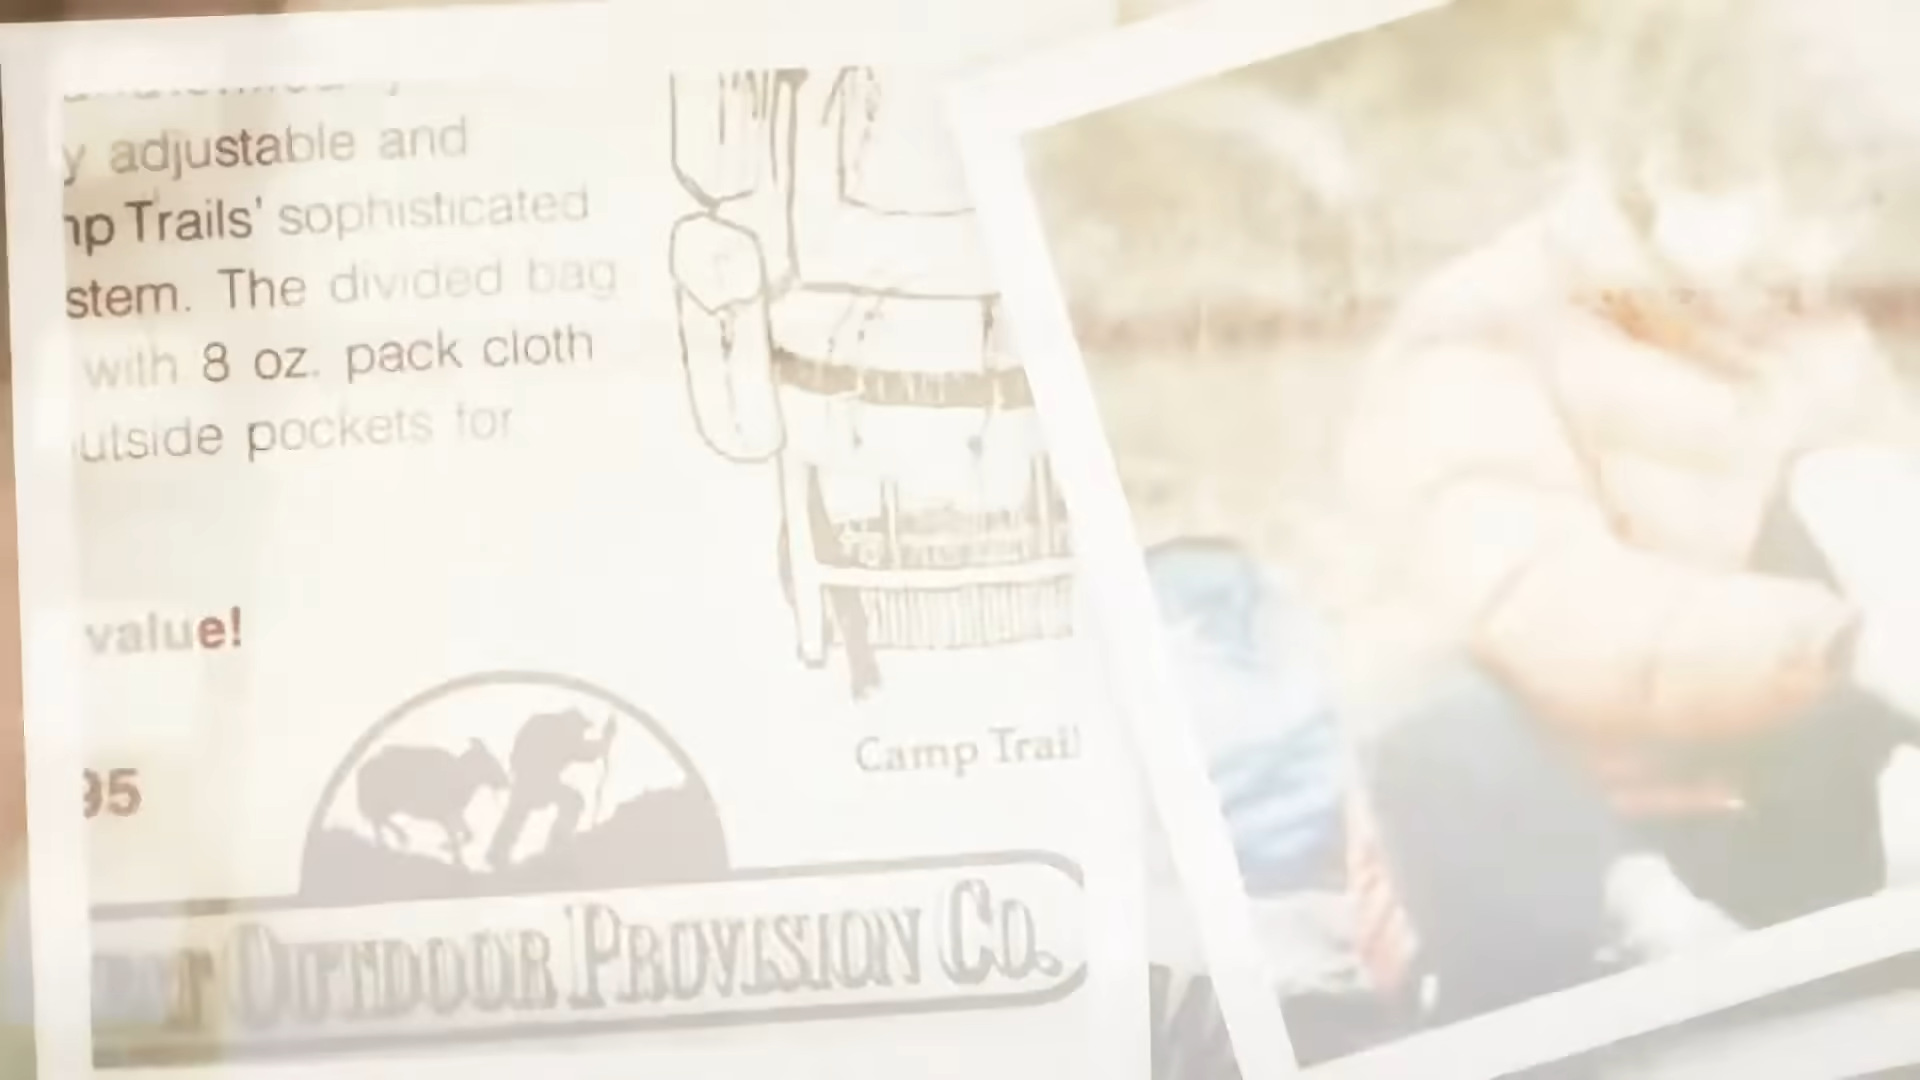 y adjustable and
mp Trails' sophisticated
stem. The divided bag
with 8 oz. pack cloth
utside pockets for
value!
95
Camp Trail
OUTDOOR PROVISION CO.